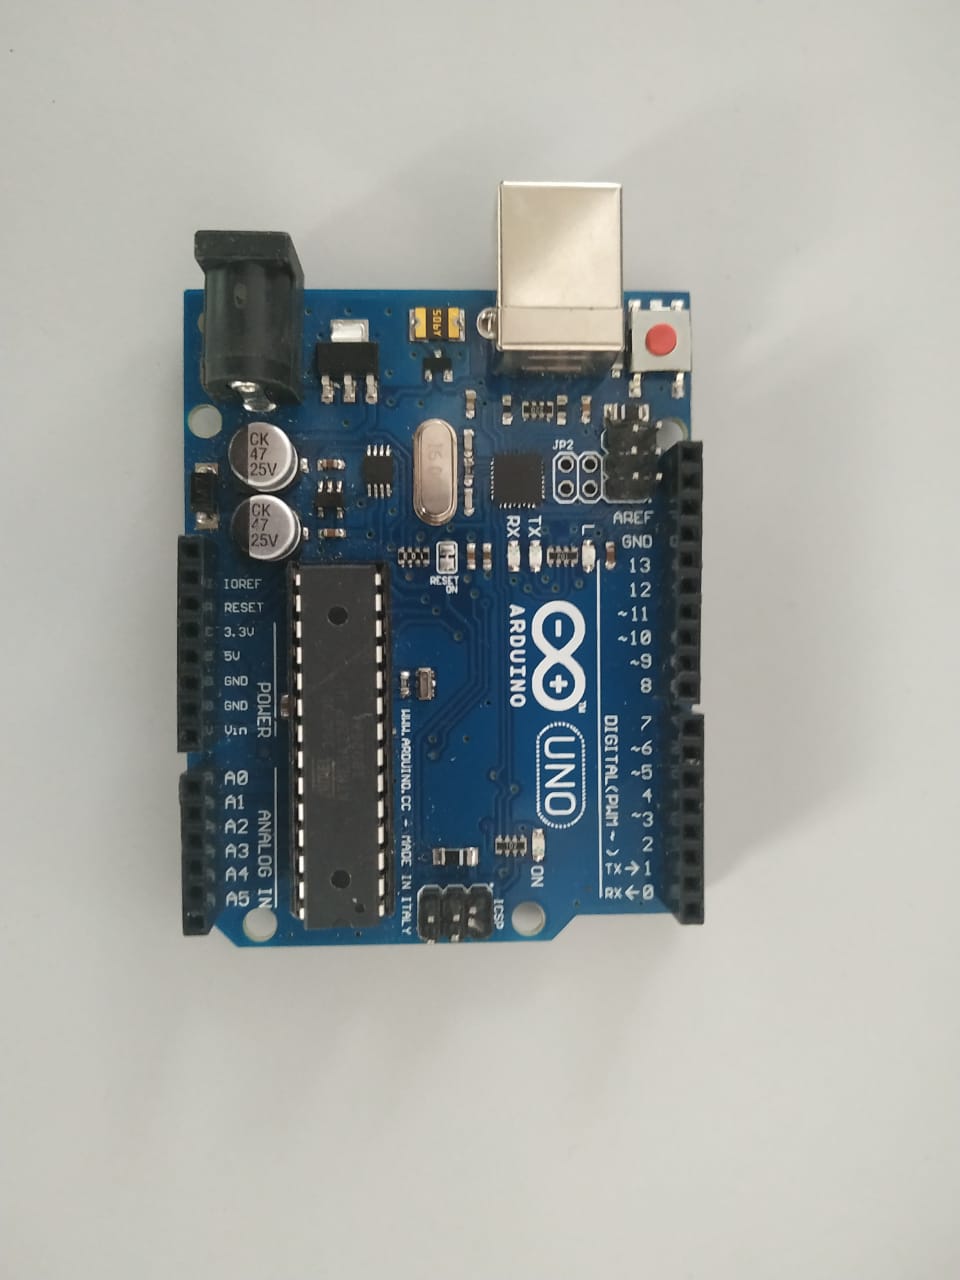 CK
47
25V
CK
47
25V
JP2
RX
TX
L
RESET
ON
IOREF
RESET
3.3V
5V
GND
GND
Vin
POWER
A0
A1
A2
A3
A4
A5
ANALOG IN
WWW.ARDUINO.CC - MADE IN ITALY
ARDUINO
TM
UNO
ON
ICSP
AREF
GND
13
12
~11
~10
~9
8
7
~6
~5
4
~3
2
TX→1
RX←0
DIGITAL(PWM ~ )